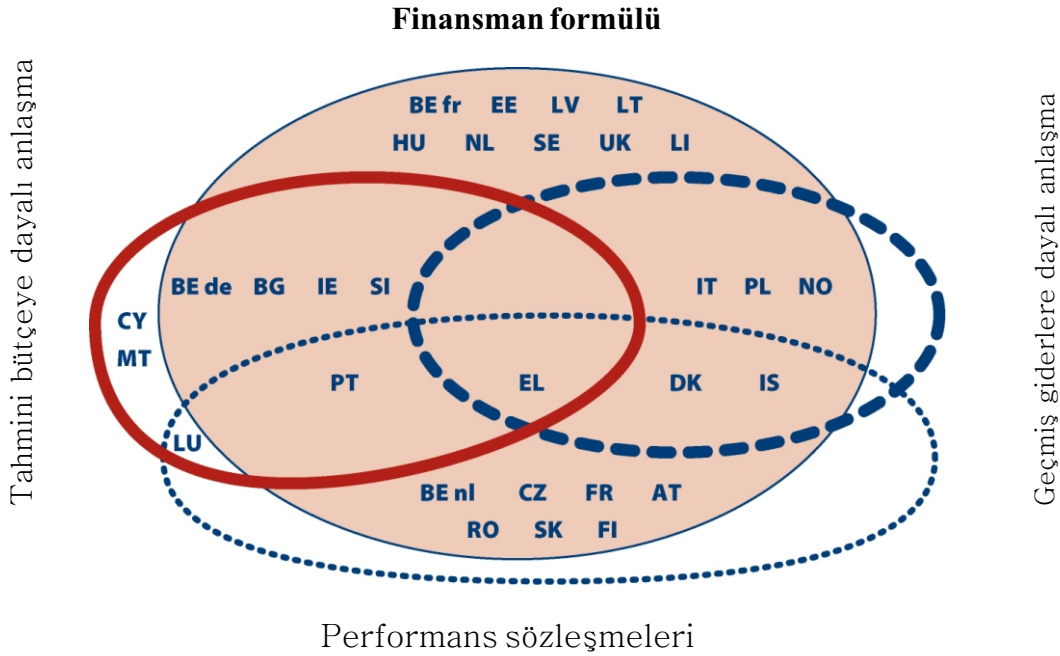 Finansman formülü
Tahmini bütçeye dayalı anlaşma
Geçmiş giderlere dayalı anlaşma
BE fr EE LV LT
HU NL SE UK LI
BE de BG IE SI IT PL NO
CY
MT
PT EL DK IS
LU
BE nl CZ FR AT
RO SK FI
Performans sözleşmeleri